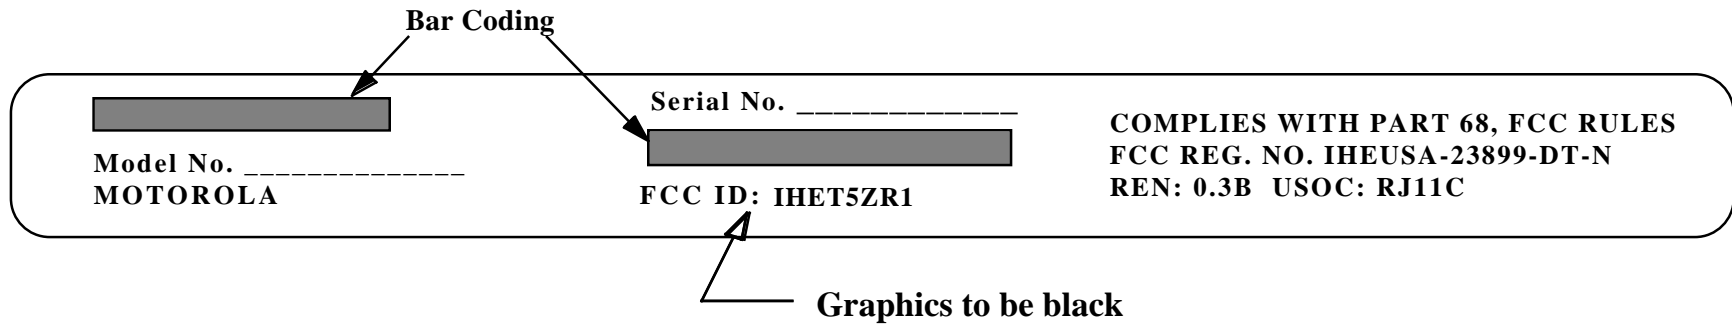 Bar Coding
Serial No. _____________
Model No. ______________
MOTOROLA
FCC ID: IHET5ZR1
COMPLIES WITH PART 68, FCC RULES
FCC REG. NO. IHEUSA-23899-DT-N
REN: 0.3B  USOC: RJ11C
Graphics to be black